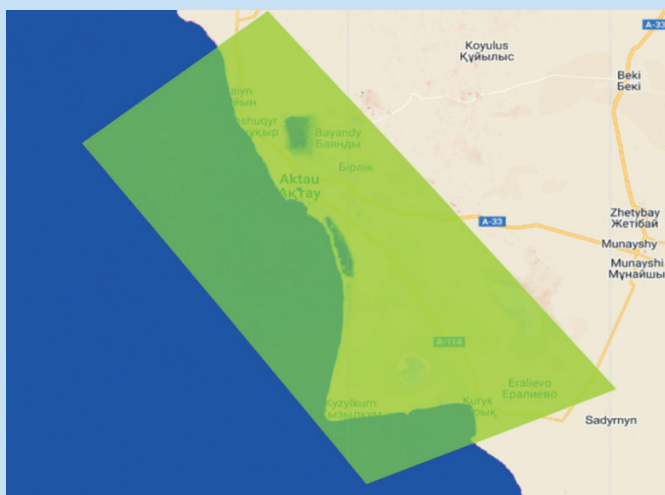 A-33
Koyulus
Құйылыс
Beki
Бекі
Bayandy
Баянды
Бірлік
Aktau
Ақтау
A-33
Zhetybay
Жетібай
Munayshy
Munayshi
Мұнайшы
R-114
Eralievo
Ералиево
Kyzylkum
Kuryk
Sadyrnyn